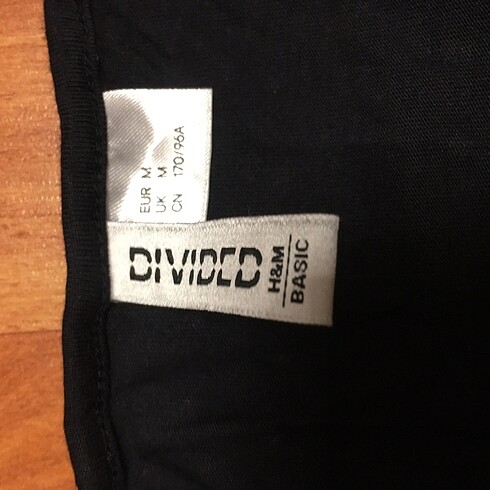 EUR M
UK M
CN 170/96A
DIVIDED
H&M
BASIC